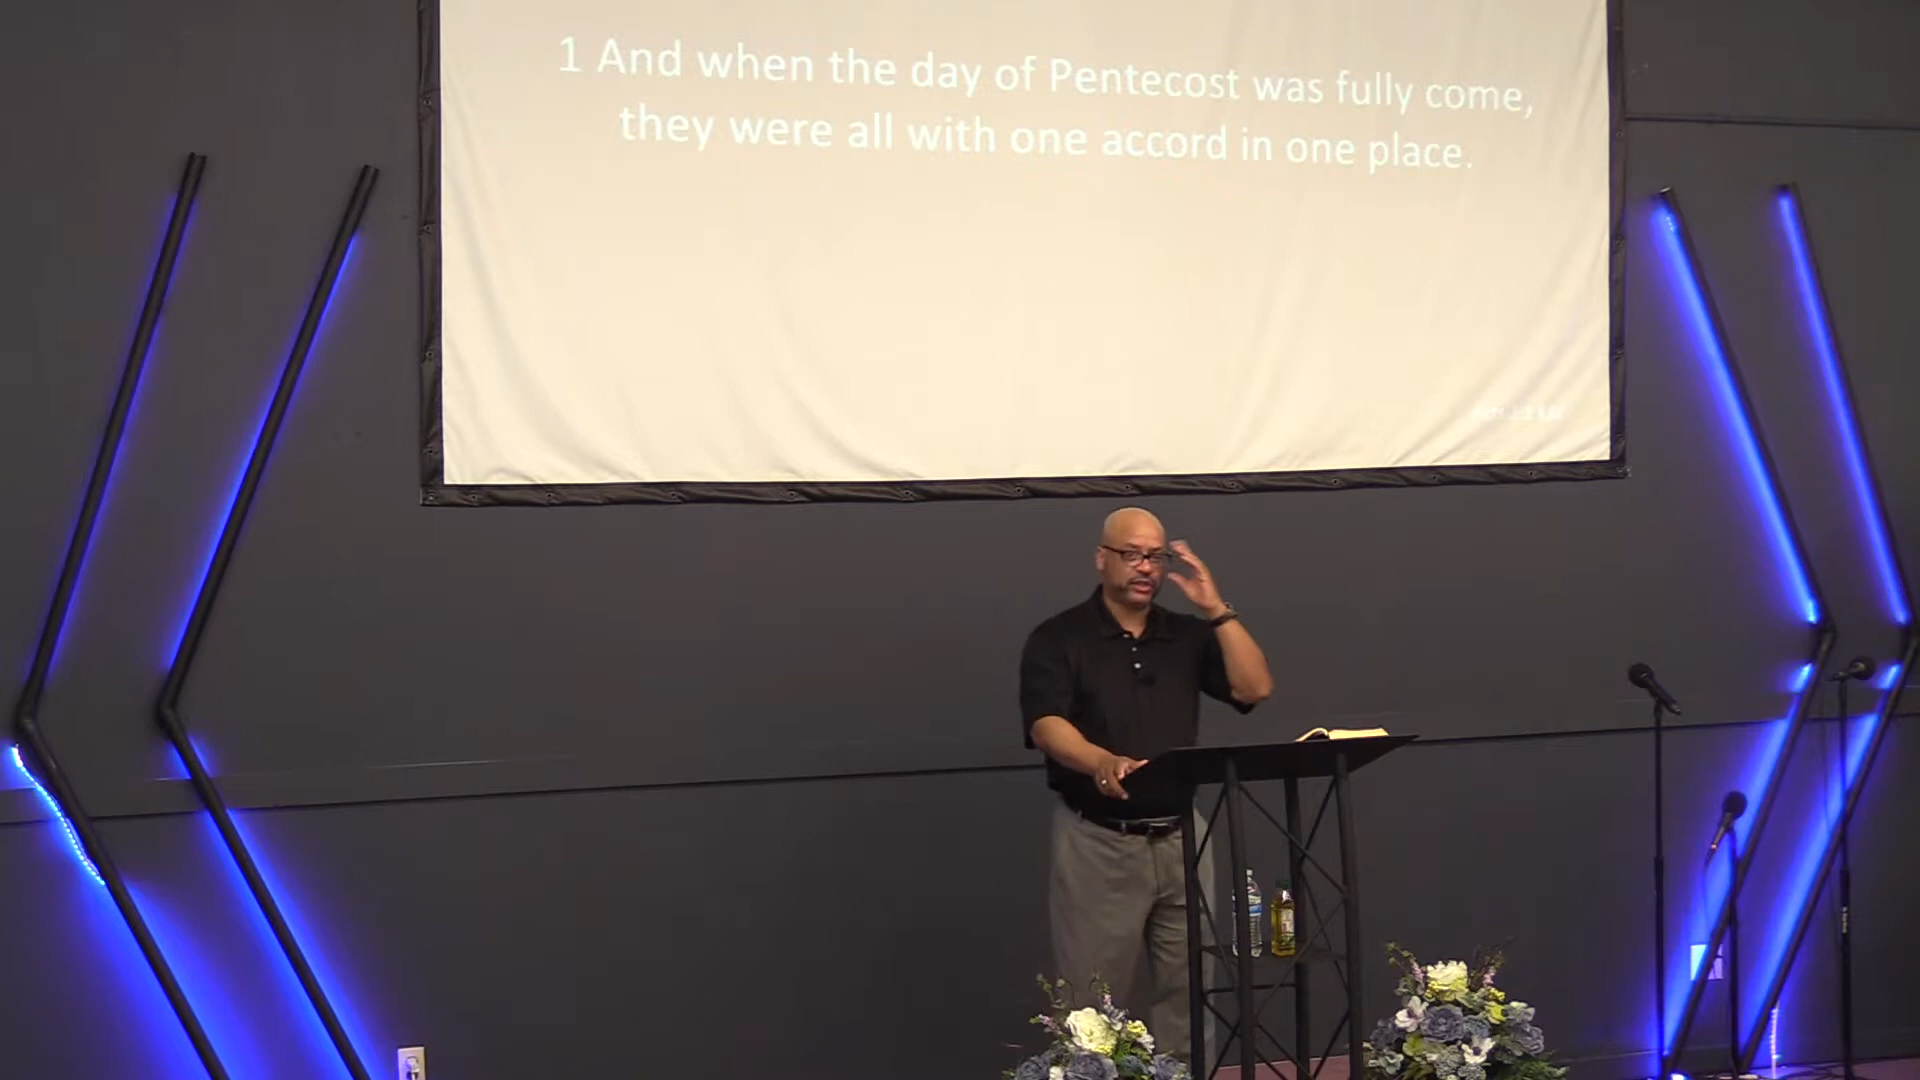 1 And when the day of Pentecost was fully come,
they were all with one accord in one place.